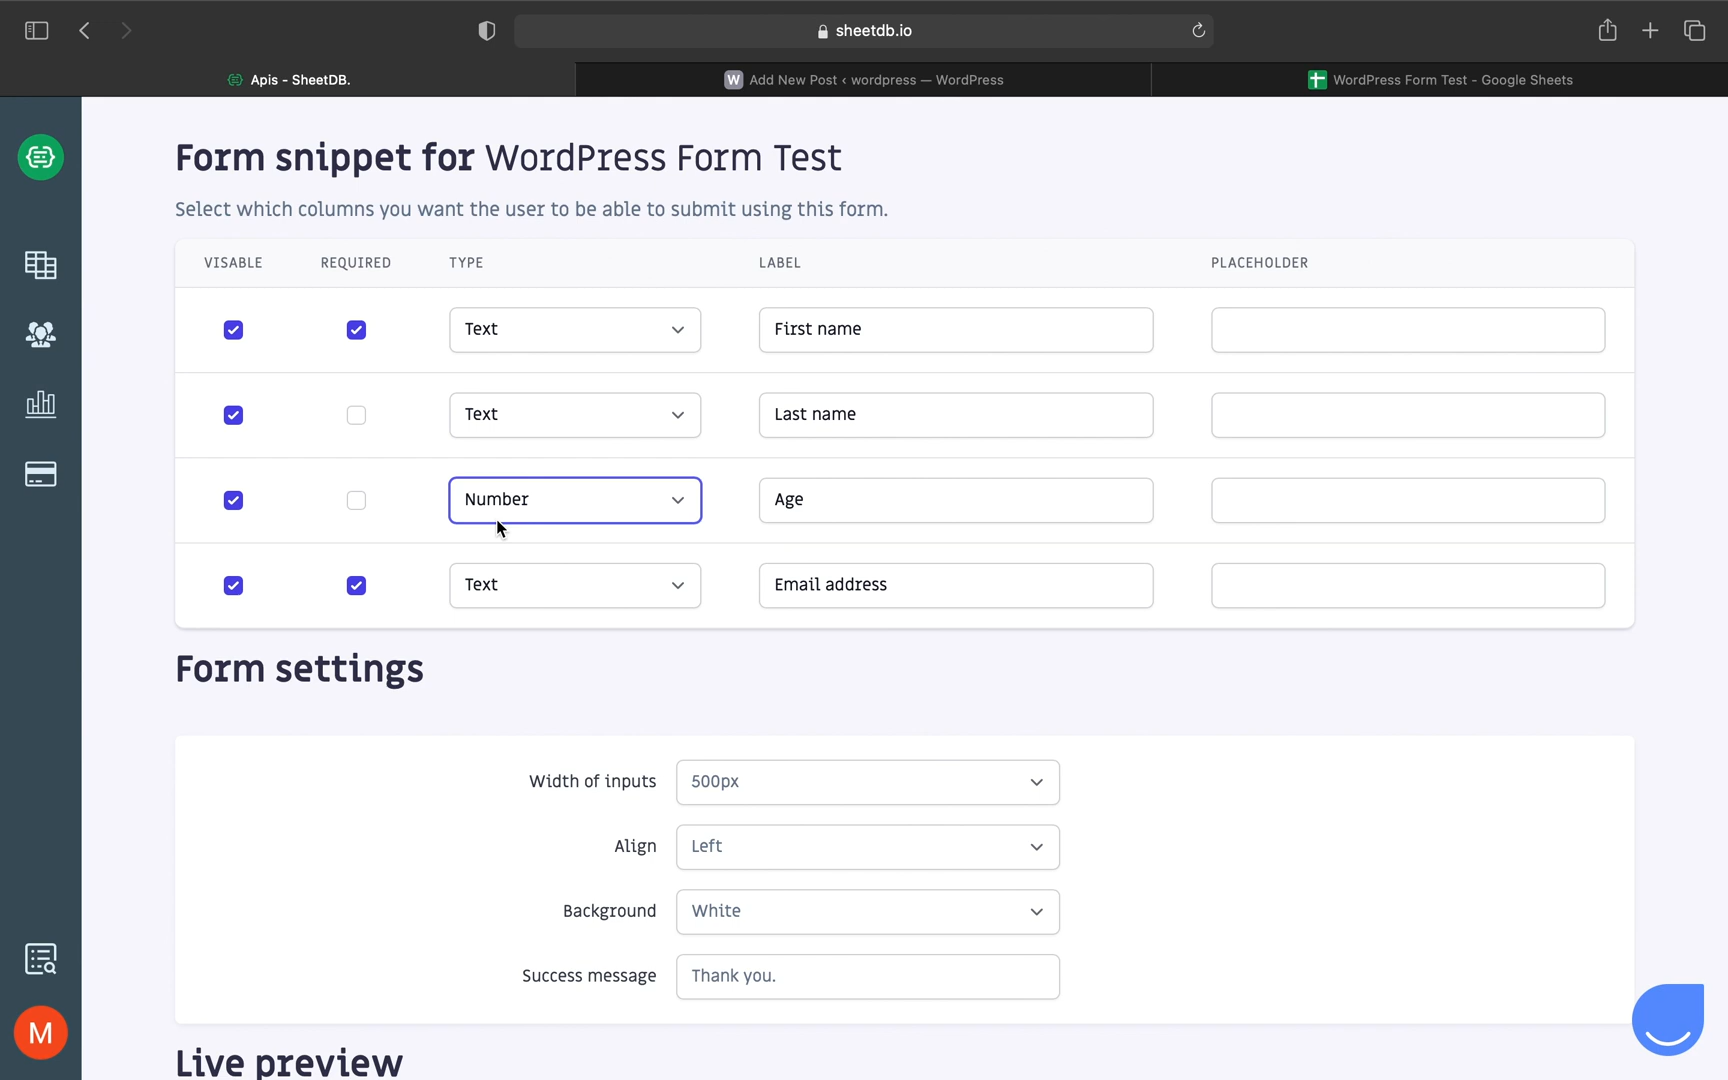 sheetdb.io
Apis - SheetDB.
W Add New Post ‹ wordpress — WordPress
WordPress Form Test - Google Sheets
Form snippet for WordPress Form Test
Select which columns you want the user to be able to submit using this form.
VISABLE REQUIRED TYPE LABEL PLACEHOLDER
Text First name
Text Last name
Number Age
Text Email address
Form settings
Width of inputs 500px
Align Left
Background White
Success message Thank you.
M
Live preview